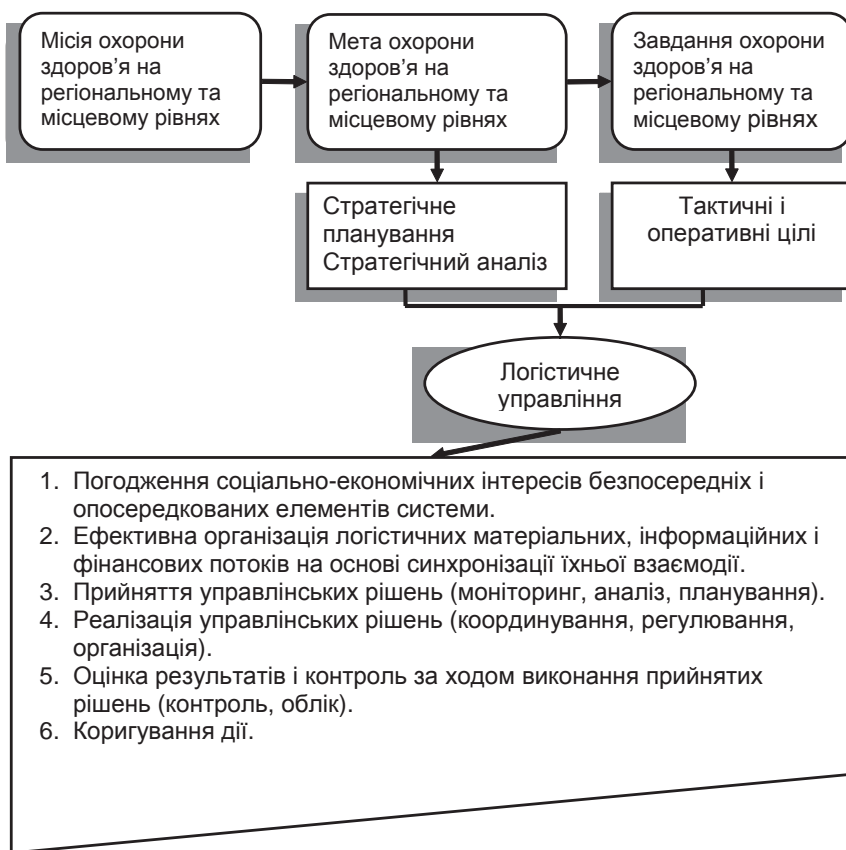 Місія охорони
здоров’я на
регіональному та
місцевому рівнях
Мета охорони
здоров’я на
регіональному та
місцевому рівнях
Завдання охорони
здоров’я на
регіональному та
місцевому рівнях
Стратегічне
планування
Стратегічний аналіз
Тактичні і
оперативні цілі
Логістичне
управління
1. Погодження соціально-економічних інтересів безпосередніх і
опосередкованих елементів системи.
2. Ефективна організація логістичних матеріальних, інформаційних і
фінансових потоків на основі синхронізації їхньої взаємодії.
3. Прийняття управлінських рішень (моніторинг, аналіз, планування).
4. Реалізація управлінських рішень (координування, регулювання,
організація).
5. Оцінка результатів і контроль за ходом виконання прийнятих
рішень (контроль, облік).
6. Коригування дії.